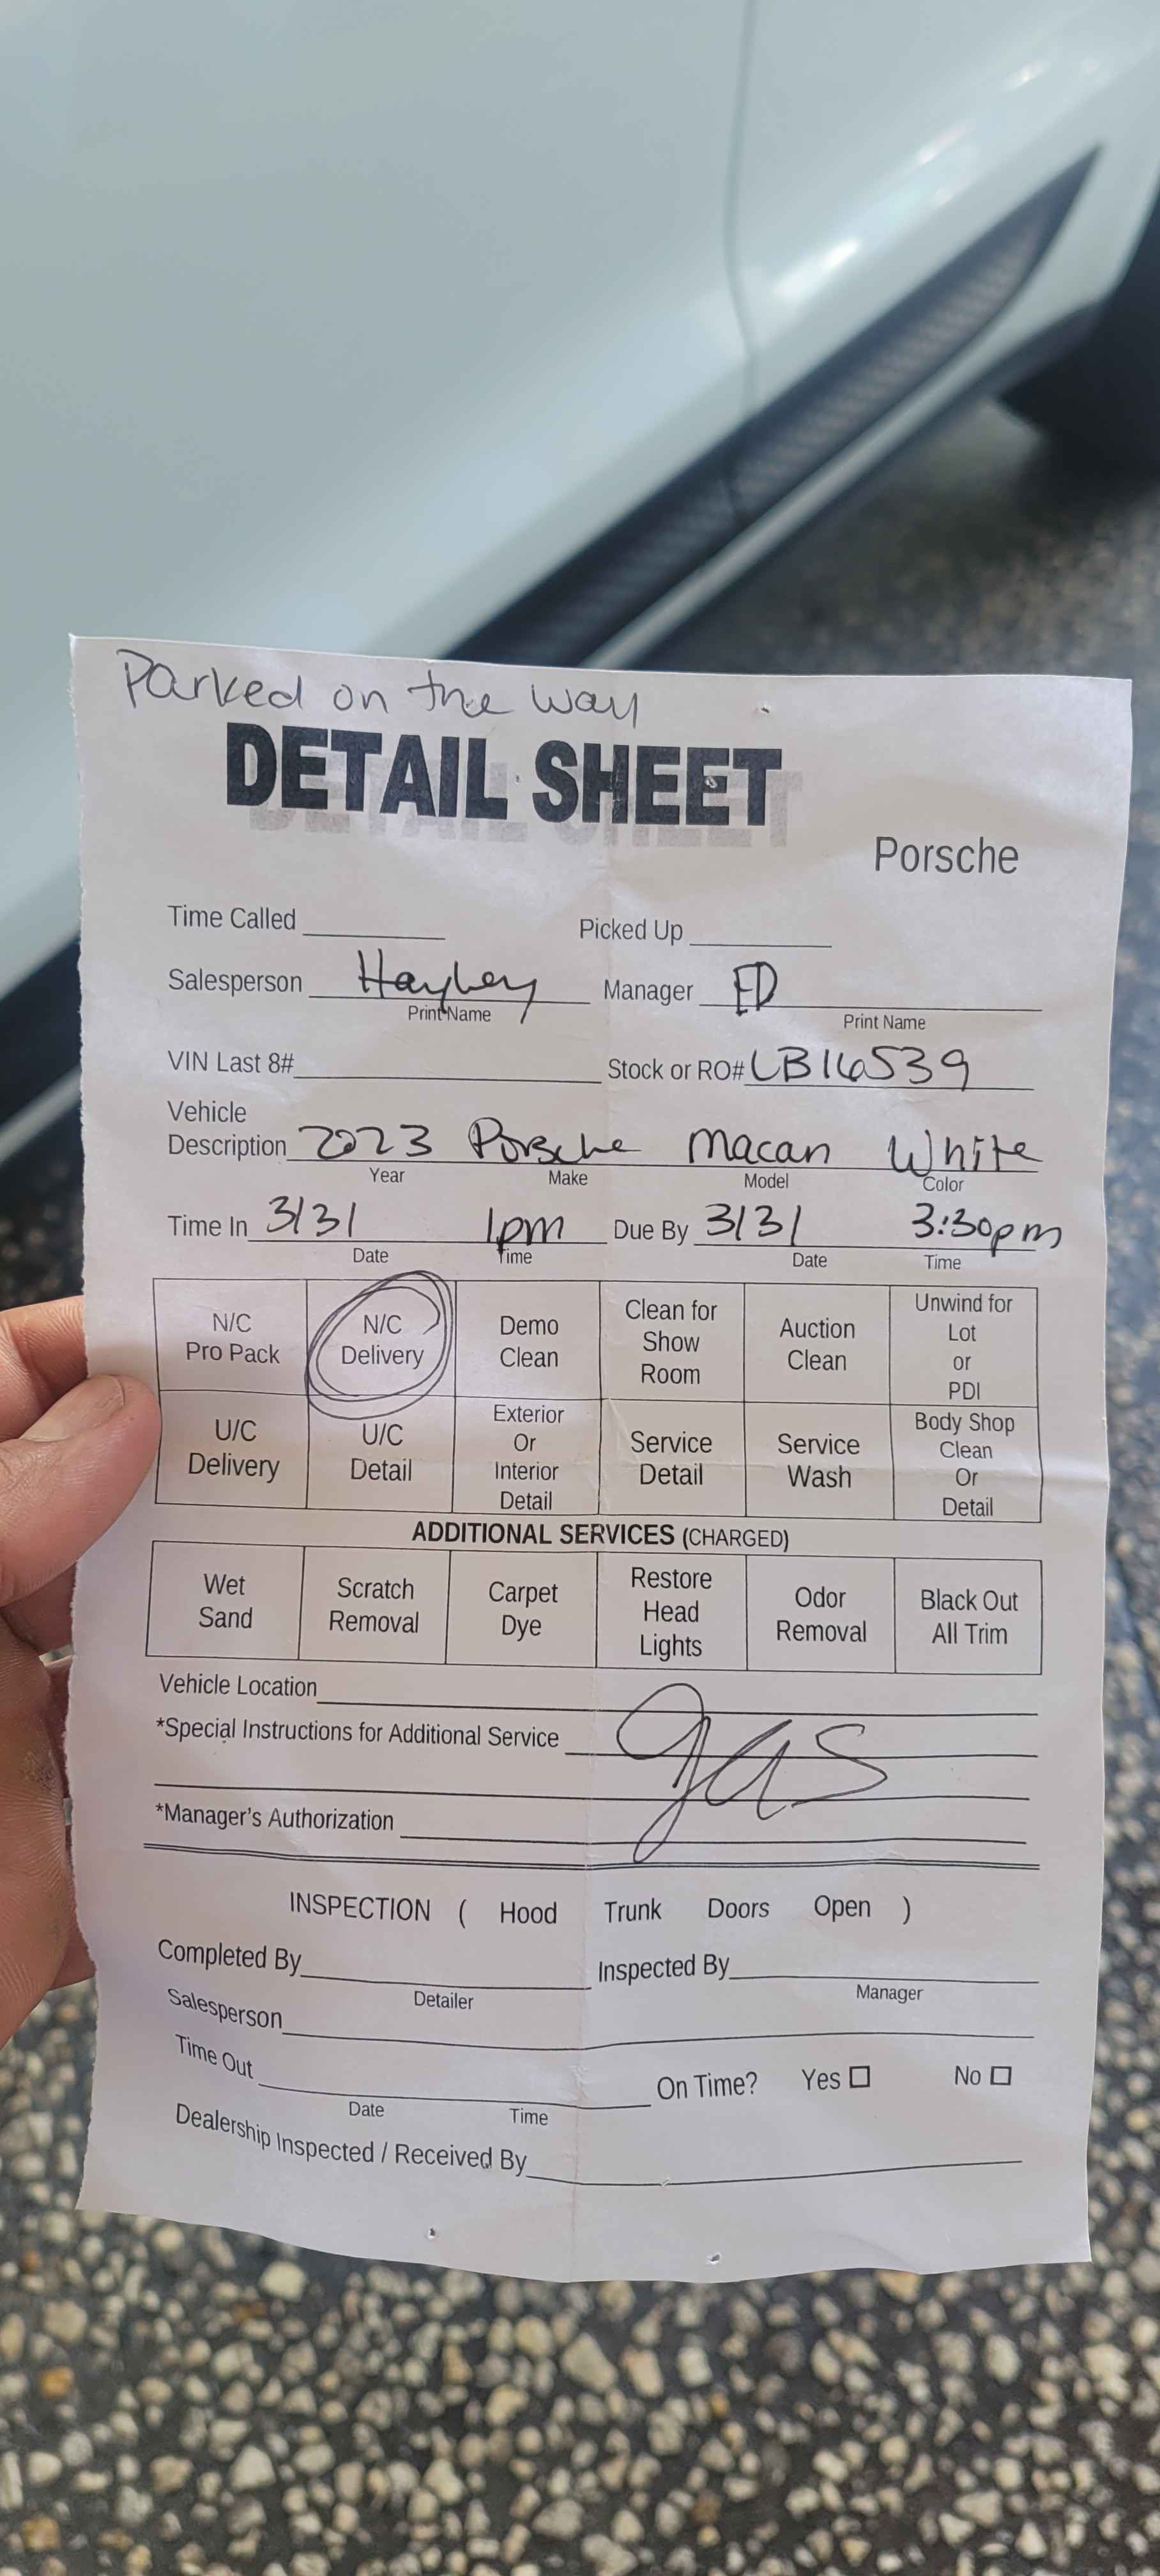 Parked on the way
DETAIL SHEET
Porsche
Time Called Picked Up
Salesperson Hayley Manager ED
Print Name Print Name
VIN Last 8# Stock or RO# LB16539
Vehicle
Description 2023 Porsche Macan White
Year Make Model Color
Time In 3/31 1pm Due By 3/31 3:30pm
Date Time Date Time
N/C Pro Pack
N/C Delivery
Demo Clean
Clean for Show Room
Auction Clean
Unwind for Lot or PDI
U/C Delivery
U/C Detail
Exterior Or Interior Detail
Service Detail
Service Wash
Body Shop Clean Or Detail
ADDITIONAL SERVICES (CHARGED)
Wet Sand
Scratch Removal
Carpet Dye
Restore Head Lights
Odor Removal
Black Out All Trim
Vehicle Location
*Special Instructions for Additional Service gas
*Manager's Authorization
INSPECTION ( Hood Trunk Doors Open )
Completed By Inspected By
Detailer Manager
Salesperson
Time Out On Time? Yes No
Date Time
Dealership Inspected / Received By